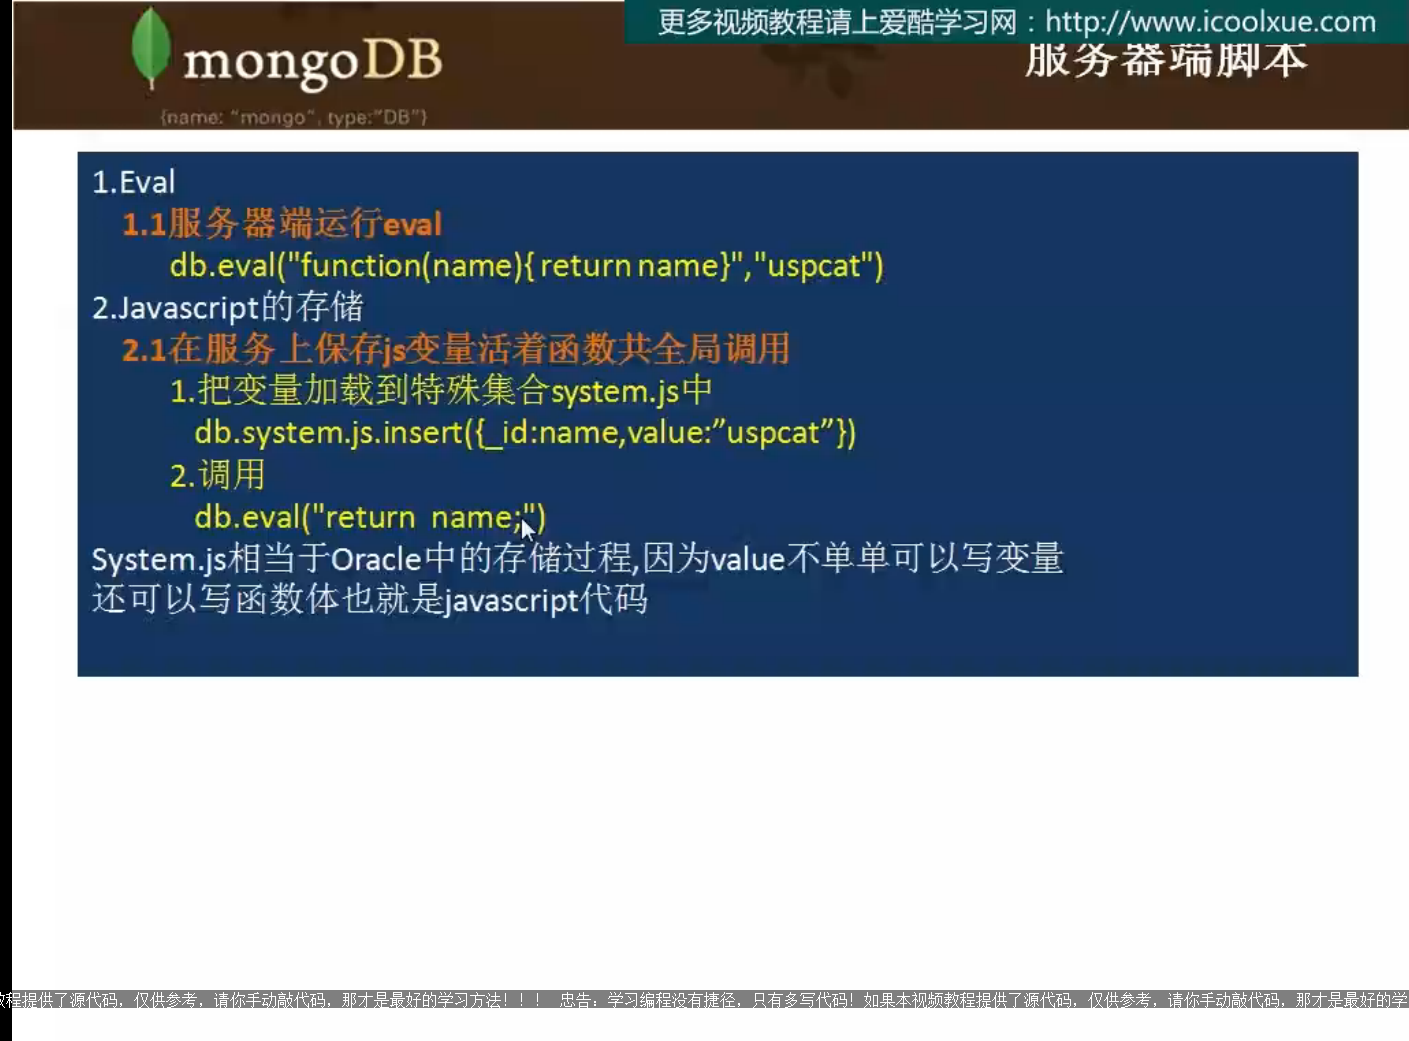 更多视频教程请上爱酷学习网：http://www.icoolxue.com
mongoDB
服务器端脚本
{name: “mongo”, type:“DB”}
1.Eval
1.1服务器端运行eval
db.eval("function(name){ return name}","uspcat")
2.Javascript的存储
2.1在服务上保存js变量活着函数共全局调用
1.把变量加载到特殊集合system.js中
db.system.js.insert({_id:name,value:”uspcat”})
2.调用
db.eval("return name;")
System.js相当于Oracle中的存储过程,因为value不单单可以写变量
还可以写函数体也就是javascript代码
程提供了源代码，仅供参考，请你手动敲代码，那才是最好的学习方法！！！ 忠告：学习编程没有捷径，只有多写代码！如果本视频教程提供了源代码，仅供参考，请你手动敲代码，那才是最好的学